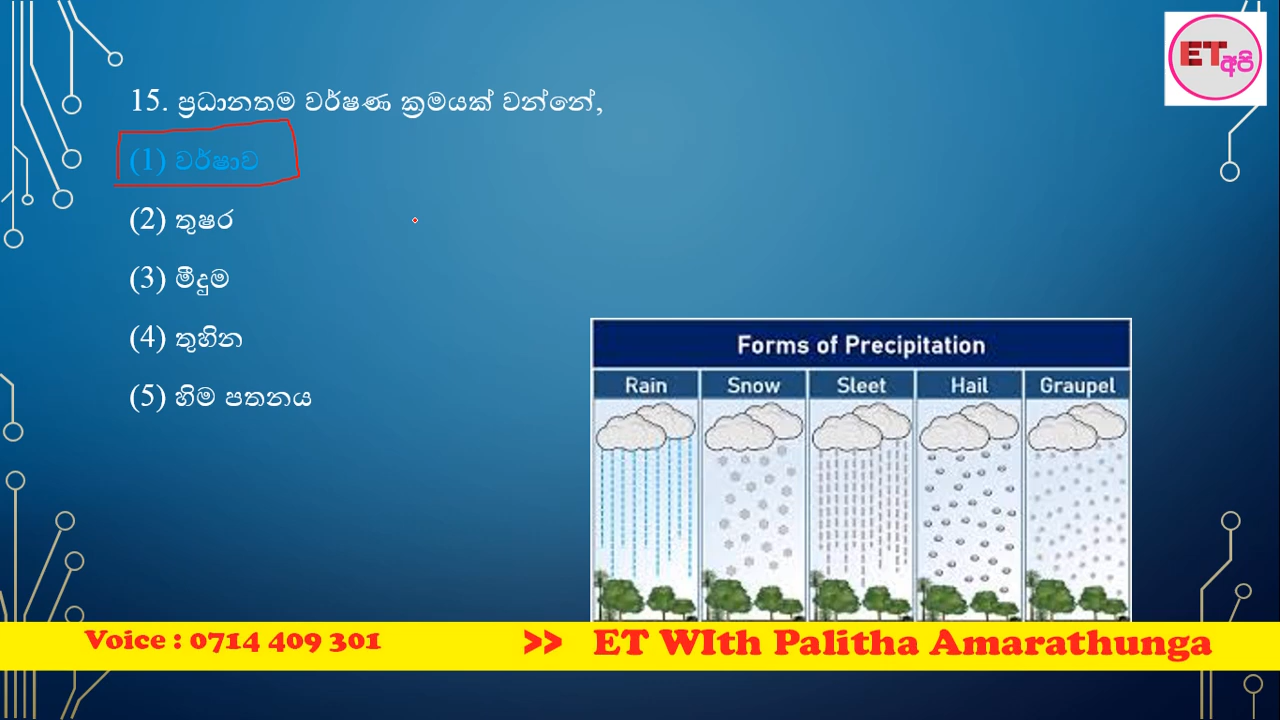 ET
අපි
15. ප්‍රධානතම වර්ෂණ ක්‍රමයක් වන්නේ,
(1) වර්ෂාව
(2) තුෂර
(3) මීදුම
(4) තුහින
(5) හිම පතනය
Forms of Precipitation
Rain Snow Sleet Hail Graupel
Voice : 0714 409 301 >> ET WIth Palitha Amarathunga